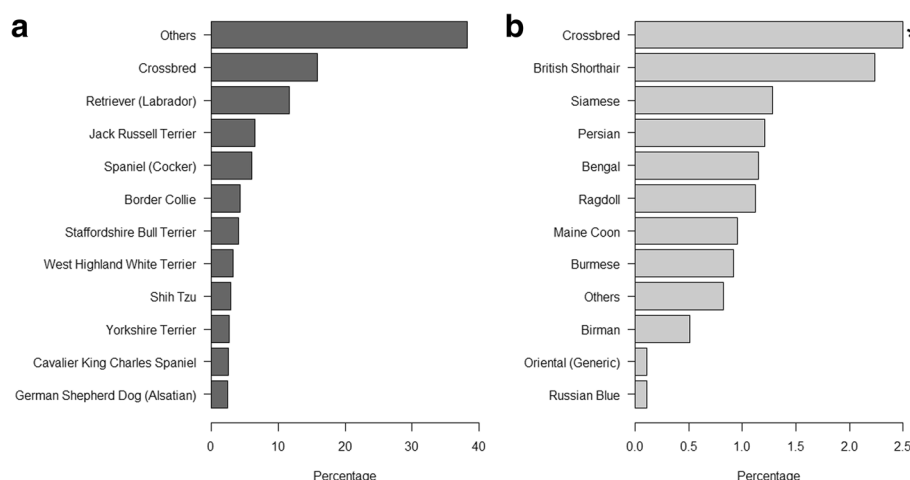 a
Others
Crossbred
Retriever (Labrador)
Jack Russell Terrier
Spaniel (Cocker)
Border Collie
Staffordshire Bull Terrier
West Highland White Terrier
Shih Tzu
Yorkshire Terrier
Cavalier King Charles Spaniel
German Shepherd Dog (Alsatian)
0 10 20 30 40
Percentage
b
Crossbred
British Shorthair
Siamese
Persian
Bengal
Ragdoll
Maine Coon
Burmese
Others
Birman
Oriental (Generic)
Russian Blue
0.0 0.5 1.0 1.5 2.0 2.5
Percentage